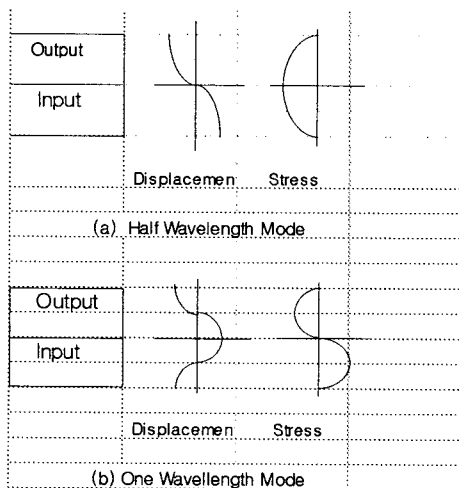 Output
Input
Displacemen Stress
(a) Half Wavelength Mode
Output
Input
Displacemen Stress
(b) One Wavellength Mode